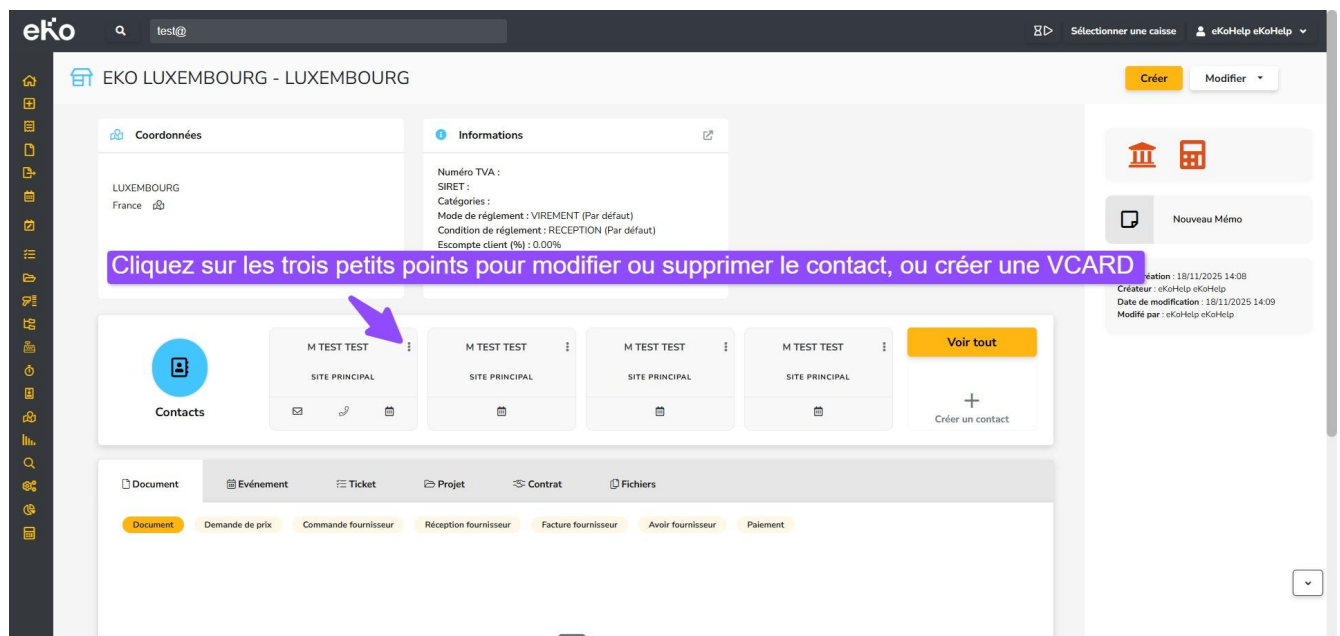 eko
test@
Sélectionner une caisse
eKoHelp eKoHelp
EKO LUXEMBOURG - LUXEMBOURG
Créer
Modifier
Coordonnées
LUXEMBOURG
France
Informations
Numéro TVA :
SIRET :
Catégories :
Mode de réglement : VIREMENT (Par défaut)
Condition de réglement : RECEPTION (Par défaut)
Escompte client (%) : 0.00%
Nouveau Mémo
Cliquez sur les trois petits points pour modifier ou supprimer le contact, ou créer une VCARD
: 18/11/2025 14:08
Créateur : eKoHelp eKoHelp
Date de modification : 18/11/2025 14:09
Modifié par : eKoHelp eKoHelp
Contacts
M TEST TEST
SITE PRINCIPAL
M TEST TEST
SITE PRINCIPAL
M TEST TEST
SITE PRINCIPAL
M TEST TEST
SITE PRINCIPAL
Voir tout
Créer un contact
Document
Evénement
Ticket
Projet
Contrat
Fichiers
Document
Demande de prix
Commande fournisseur
Réception fournisseur
Facture fournisseur
Avoir fournisseur
Paiement